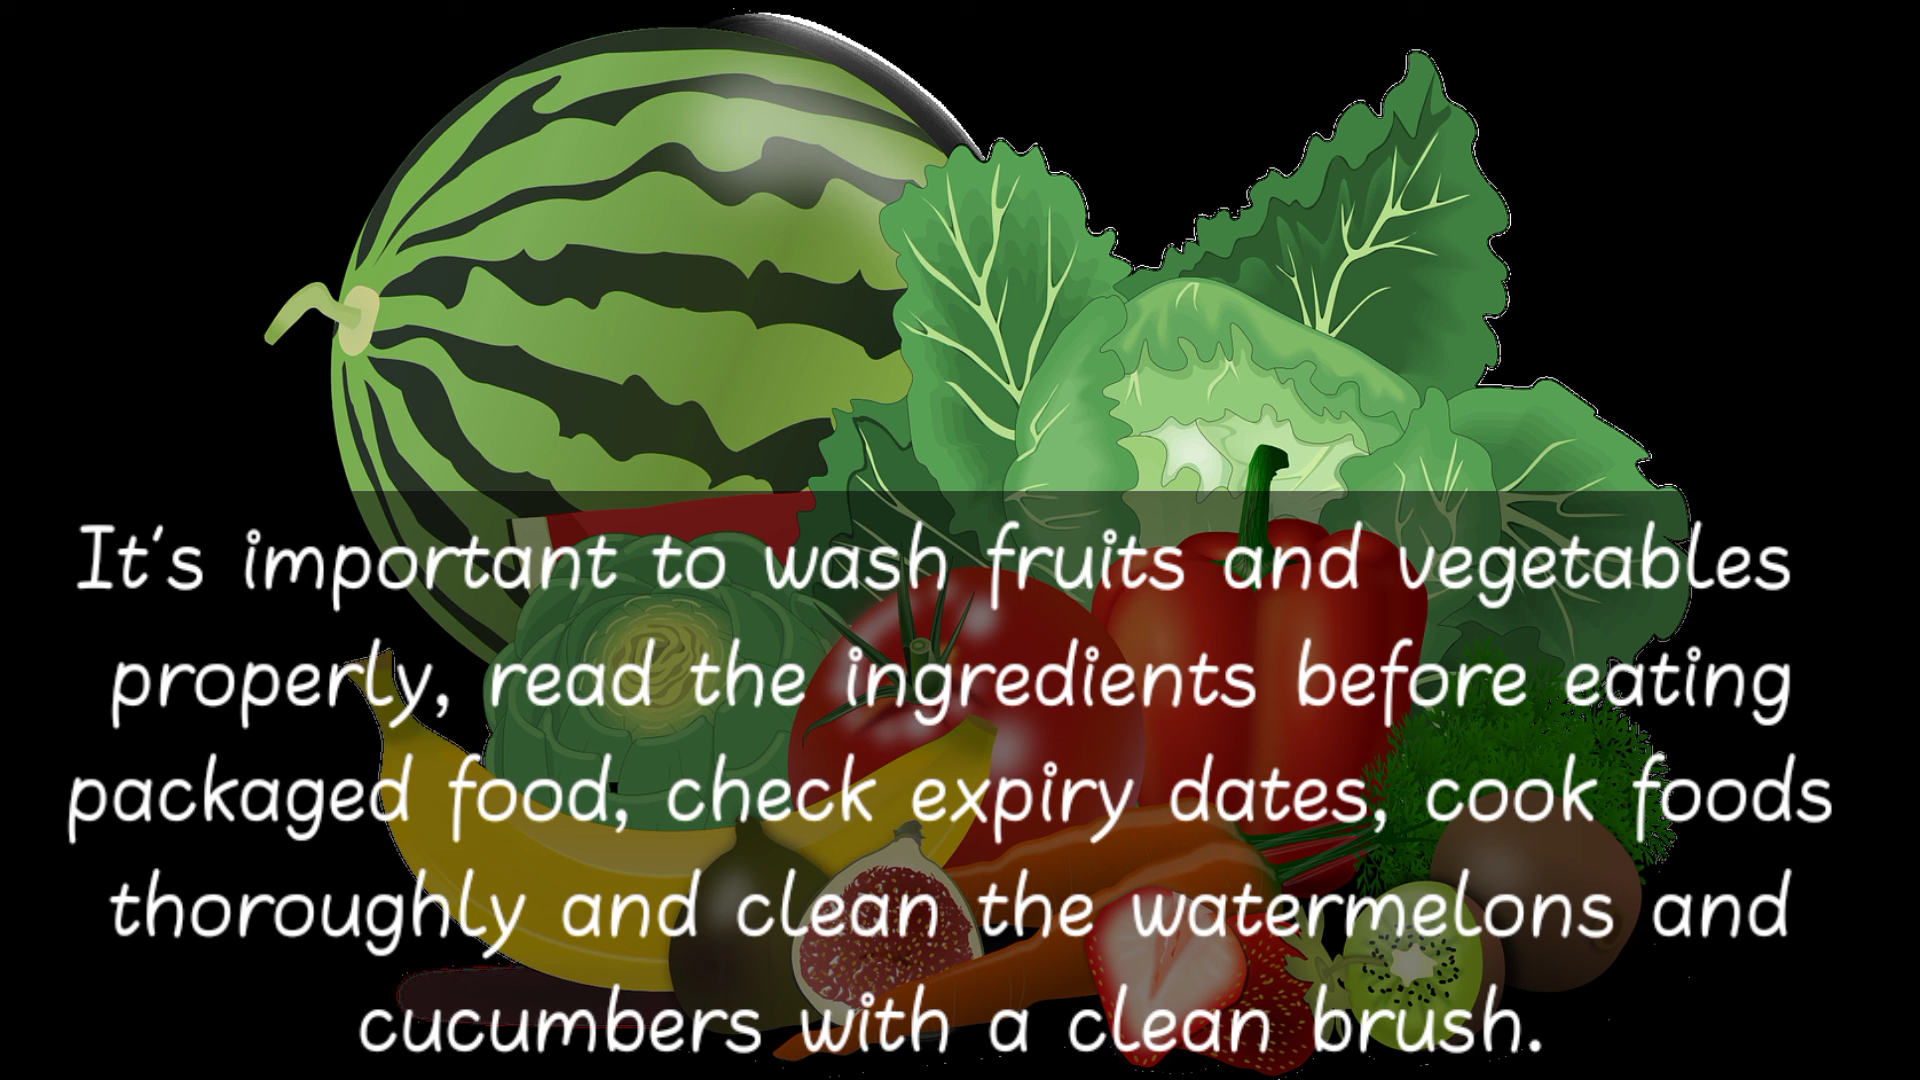 It's important to wash fruits and vegetables
properly, read the ingredients before eating
packaged food, check expiry dates, cook foods
thoroughly and clean the watermelons and
cucumbers with a clean brush.